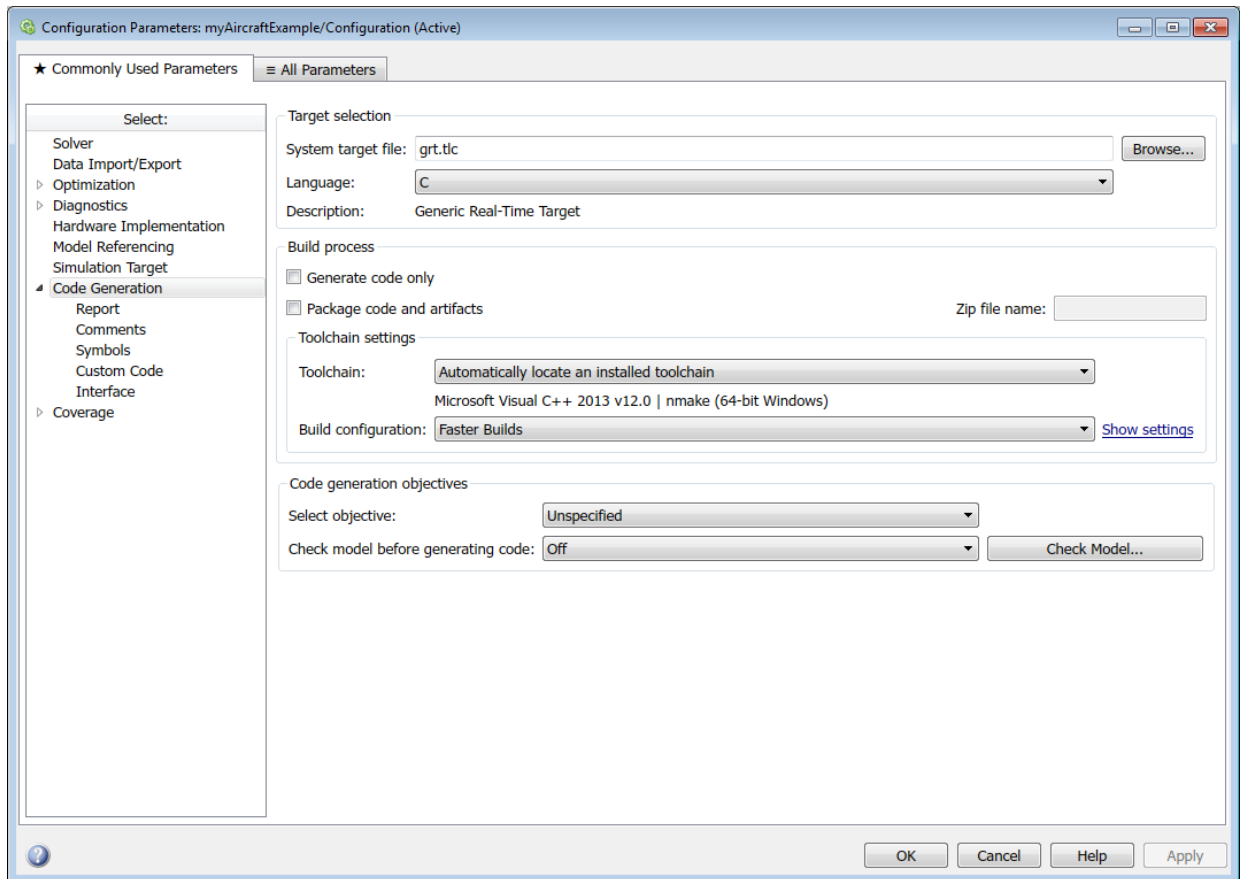 Configuration Parameters: myAircraftExample/Configuration (Active)
★ Commonly Used Parameters
≡ All Parameters
Select:
Solver
Data Import/Export
Optimization
Diagnostics
Hardware Implementation
Model Referencing
Simulation Target
Code Generation
Report
Comments
Symbols
Custom Code
Interface
Coverage
Target selection
System target file: grt.tlc Browse...
Language: C
Description: Generic Real-Time Target
Build process
Generate code only
Package code and artifacts Zip file name:
Toolchain settings
Toolchain: Automatically locate an installed toolchain
Microsoft Visual C++ 2013 v12.0 | nmake (64-bit Windows)
Build configuration: Faster Builds Show settings
Code generation objectives
Select objective: Unspecified
Check model before generating code: Off Check Model...
? OK Cancel Help Apply